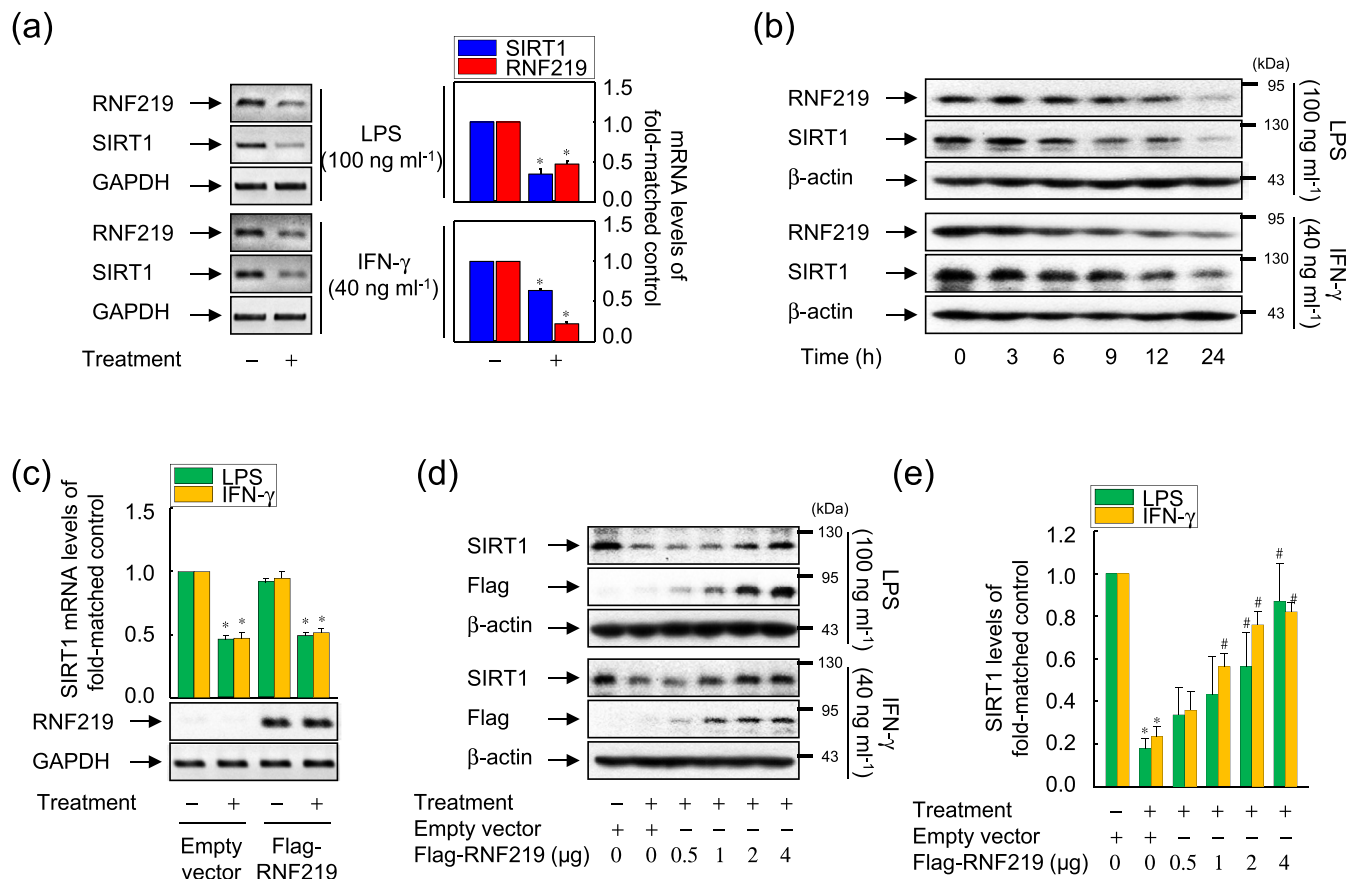 (a)
SIRT1
RNF219
RNF219
SIRT1
GAPDH
LPS
(100 ng ml-1)
1.5
1.0
0.5
0.0
* *
RNF219
SIRT1
GAPDH
IFN-γ
(40 ng ml-1)
1.5
1.0
0.5
0.0
* *
mRNA levels of
fold-matched control
Treatment − + − +
(b)
(kDa)
RNF219 95
SIRT1 130
β-actin 43
LPS
(100 ng ml-1)
RNF219 95
SIRT1 130
β-actin 43
IFN-γ
(40 ng ml-1)
Time (h) 0 3 6 9 12 24
(c)
LPS
IFN-γ
SIRT1 mRNA levels of
fold-matched control
1.5
1.0
0.5
0.0
* * * *
RNF219
GAPDH
Treatment − + − +
Empty
vector
Flag-
RNF219
(d)
(kDa)
SIRT1 130
Flag 95
β-actin 43
LPS
(100 ng ml-1)
SIRT1 130
Flag 95
β-actin 43
IFN-γ
(40 ng ml-1)
Treatment − + + + + +
Empty vector + + − − − −
Flag-RNF219 (μg) 0 0 0.5 1 2 4
(e)
LPS
IFN-γ
SIRT1 levels of
fold-matched control
1.2
1.0
0.8
0.6
0.4
0.2
0.0
* * # # # # #
Treatment − + + + + +
Empty vector + + − − − −
Flag-RNF219 (μg) 0 0 0.5 1 2 4